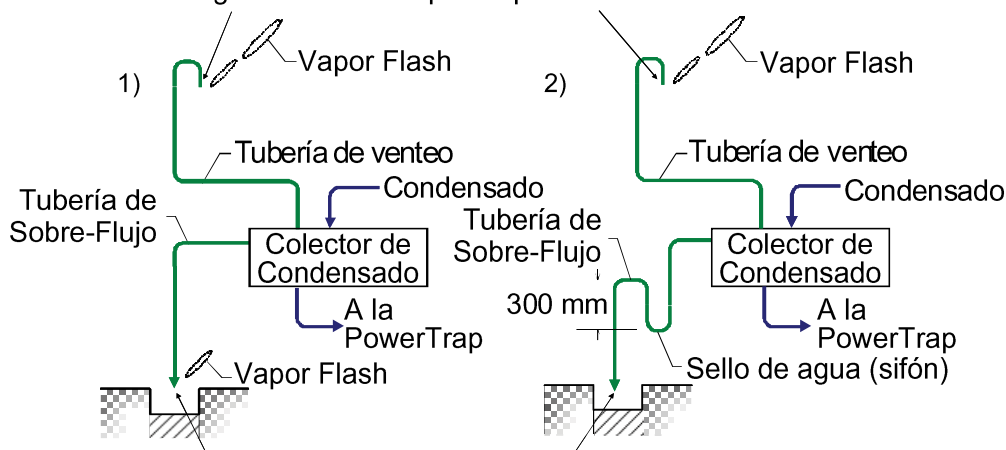 1)
Vapor Flash
Tubería de venteo
Condensado
Tubería de
Sobre-Flujo
Colector de
Condensado
A la
PowerTrap
Vapor Flash
2)
Vapor Flash
Tubería de venteo
Condensado
Tubería de
Sobre-Flujo
300 mm
Colector de
Condensado
A la
PowerTrap
Sello de agua (sifón)